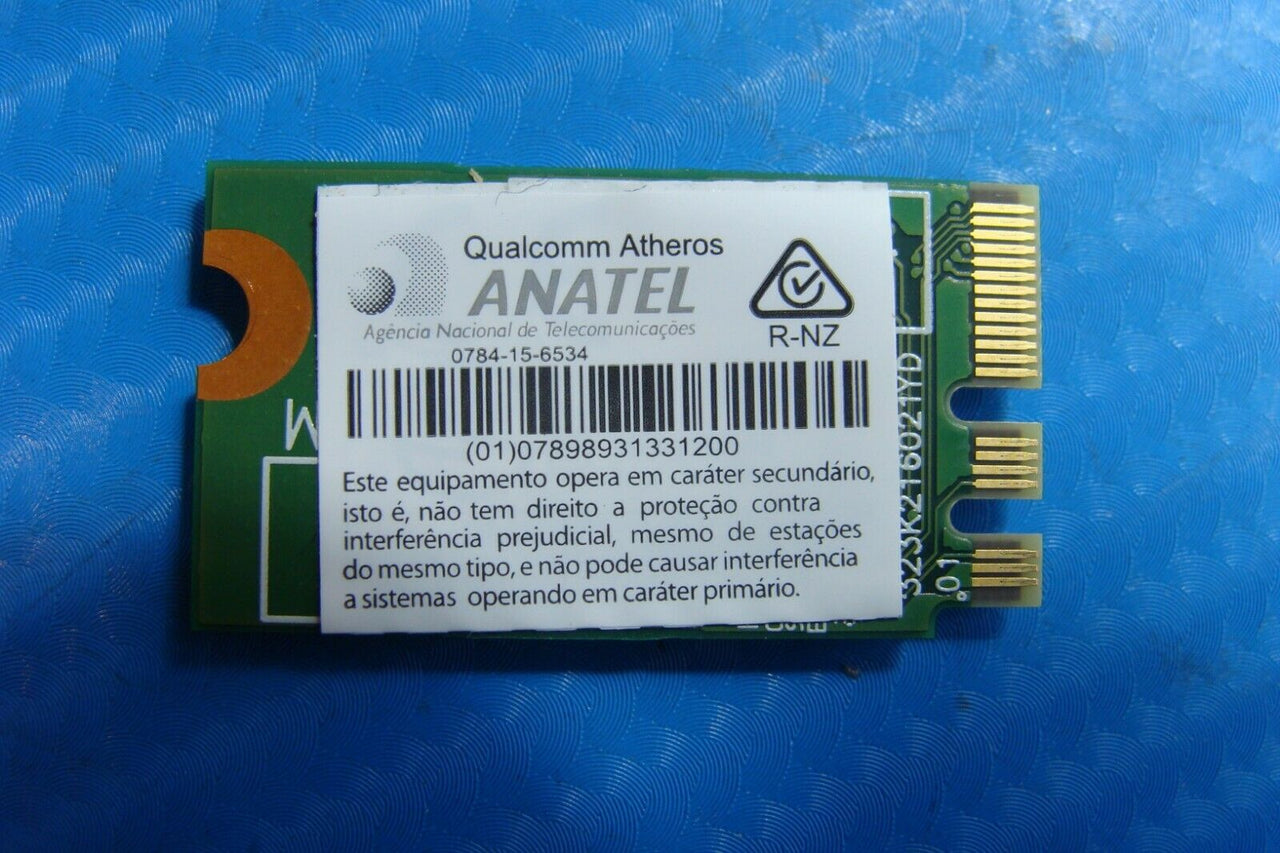 Qualcomm Atheros
ANATEL
Agência Nacional de Telecomunicações
R-NZ
0784-15-6534
(01)07898931331200
Este equipamento opera em caráter secundário,
isto é, não tem direito a proteção contra
interferência prejudicial, mesmo de estações
do mesmo tipo, e não pode causar interferência
a sistemas operando em caráter primário.
M
S23K2216021YD
.01